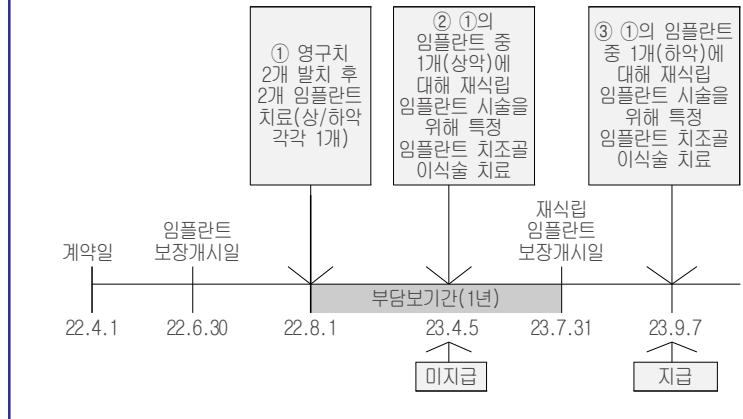 ① 영구치
2개 발치 후
2개 임플란트
치료(상/하악
각각 1개)
② ①의
임플란트 중
1개(상악)에
대해 재식립
임플란트 시술을
위해 특정
임플란트 치조골
이식술 치료
③ ①의 임플란트
중 1개(하악)에
대해 재식립
임플란트 시술을
위해 특정
임플란트 치조골
이식술 치료
계약일
임플란트
보장개시일
재식립
임플란트
보장개시일
부담보기간(1년)
22.4.1
22.6.30
22.8.1
23.4.5
23.7.31
23.9.7
미지급
지급